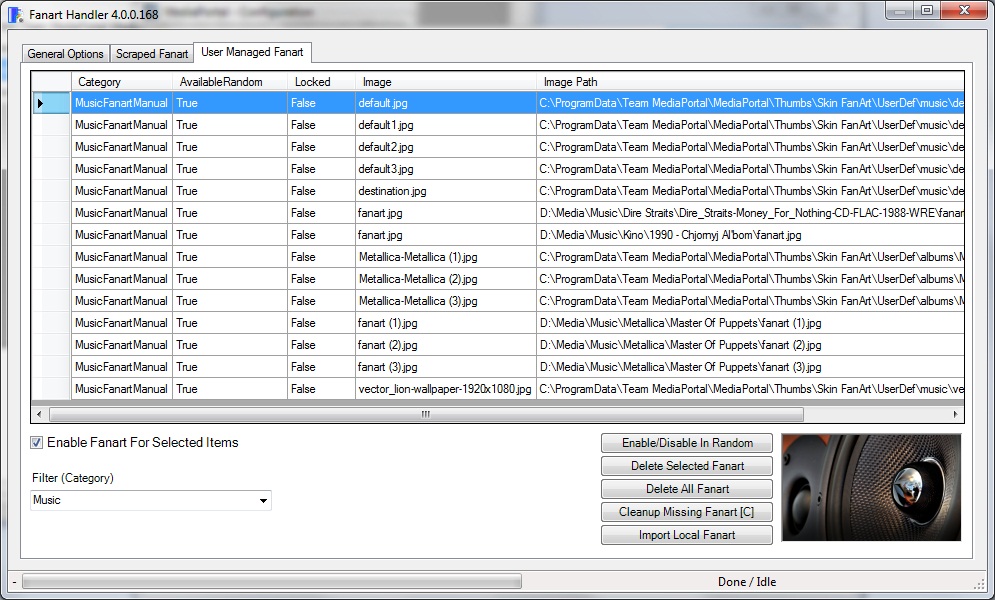 Fanart Handler 4.0.0.168
General Options Scraped Fanart User Managed Fanart
Category AvailableRandom Locked Image Image Path
MusicFanartManual True False default.jpg C:\ProgramData\Team MediaPortal\MediaPortal\Thumbs\Skin FanArt\UserDef\music\de
MusicFanartManual True False default1.jpg C:\ProgramData\Team MediaPortal\MediaPortal\Thumbs\Skin FanArt\UserDef\music\de
MusicFanartManual True False default2.jpg C:\ProgramData\Team MediaPortal\MediaPortal\Thumbs\Skin FanArt\UserDef\music\de
MusicFanartManual True False default3.jpg C:\ProgramData\Team MediaPortal\MediaPortal\Thumbs\Skin FanArt\UserDef\music\de
MusicFanartManual True False destination.jpg C:\ProgramData\Team MediaPortal\MediaPortal\Thumbs\Skin FanArt\UserDef\music\de
MusicFanartManual True False fanart.jpg D:\Media\Music\Dire Straits\Dire_Straits-Money_For_Nothing-CD-FLAC-1988-WRE\fanar
MusicFanartManual True False fanart.jpg D:\Media\Music\Kino\1990 - Chjornyj Al'bom\fanart.jpg
MusicFanartManual True False Metallica-Metallica (1).jpg C:\ProgramData\Team MediaPortal\MediaPortal\Thumbs\Skin FanArt\UserDef\albums\M
MusicFanartManual True False Metallica-Metallica (2).jpg C:\ProgramData\Team MediaPortal\MediaPortal\Thumbs\Skin FanArt\UserDef\albums\M
MusicFanartManual True False Metallica-Metallica (3).jpg C:\ProgramData\Team MediaPortal\MediaPortal\Thumbs\Skin FanArt\UserDef\albums\M
MusicFanartManual True False fanart (1).jpg D:\Media\Music\Metallica\Master Of Puppets\fanart (1).jpg
MusicFanartManual True False fanart (2).jpg D:\Media\Music\Metallica\Master Of Puppets\fanart (2).jpg
MusicFanartManual True False fanart (3).jpg D:\Media\Music\Metallica\Master Of Puppets\fanart (3).jpg
MusicFanartManual True False vector_lion-wallpaper-1920x1080.jpg C:\ProgramData\Team MediaPortal\MediaPortal\Thumbs\Skin FanArt\UserDef\music\ve
Enable Fanart For Selected Items
Filter (Category)
Music
Enable/Disable In Random
Delete Selected Fanart
Delete All Fanart
Cleanup Missing Fanart [C]
Import Local Fanart
- Done / Idle